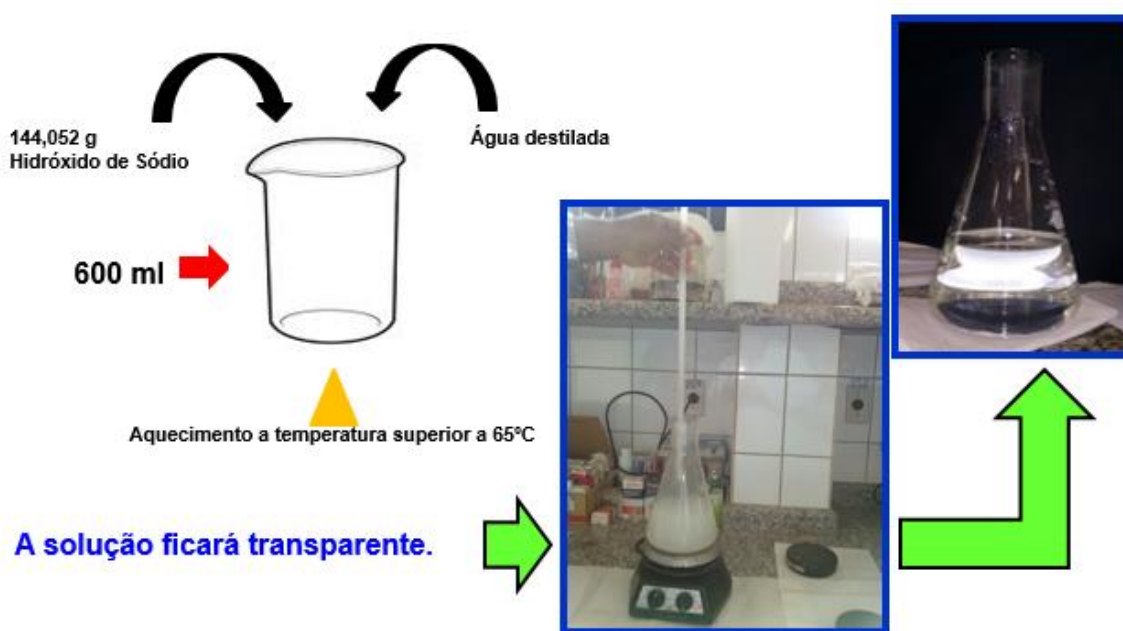 144,052 g
Hidróxido de Sódio
Água destilada
600 ml
Aquecimento a temperatura superior a 65ºC
A solução ficará transparente.